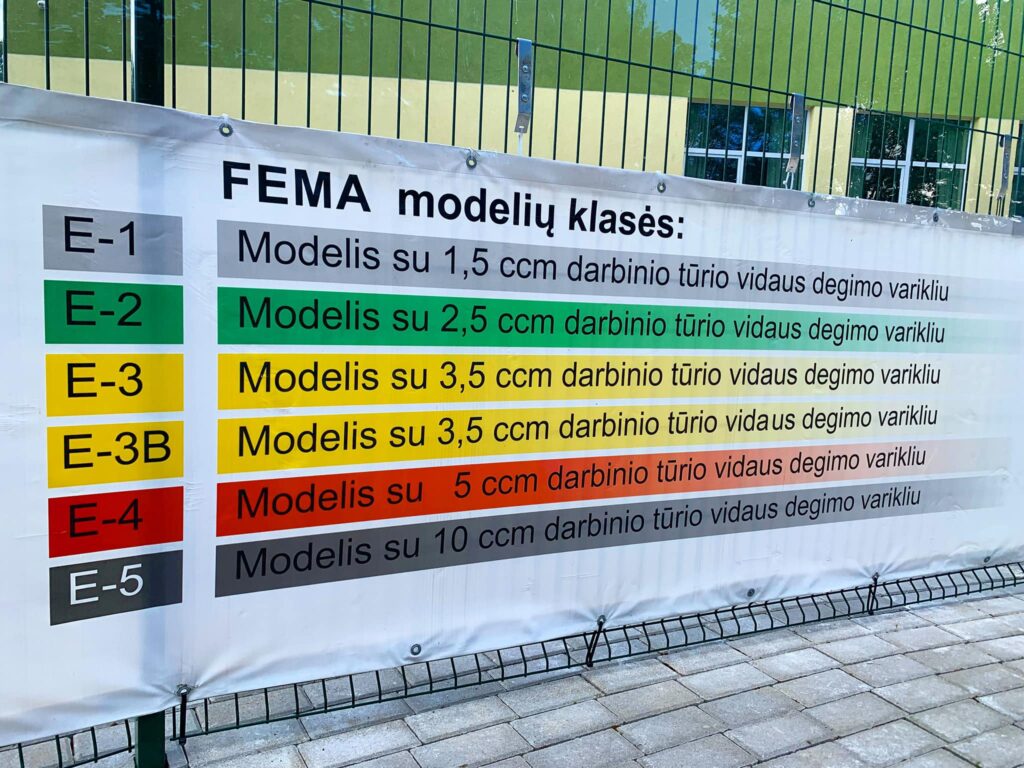 FEMA modelių klasės:
E-1 Modelis su 1,5 ccm darbinio tūrio vidaus degimo varikliu
E-2 Modelis su 2,5 ccm darbinio tūrio vidaus degimo varikliu
E-3 Modelis su 3,5 ccm darbinio tūrio vidaus degimo varikliu
E-3B Modelis su 3,5 ccm darbinio tūrio vidaus degimo varikliu
E-4 Modelis su 5 ccm darbinio tūrio vidaus degimo varikliu
E-5 Modelis su 10 ccm darbinio tūrio vidaus degimo varikliu